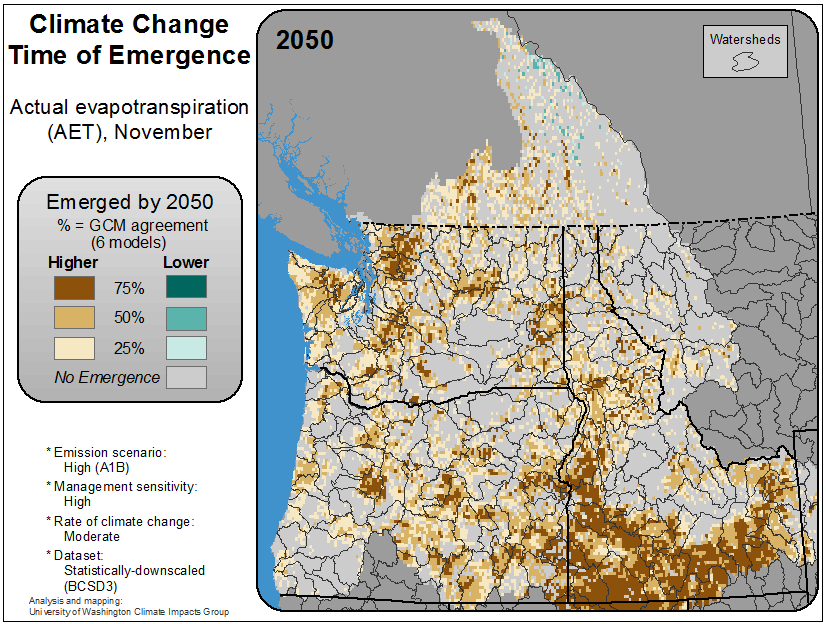 Climate Change
Time of Emergence
Actual evapotranspiration
(AET), November
Emerged by 2050
% = GCM agreement
(6 models)
Higher Lower
75%
50%
25%
No Emergence
* Emission scenario:
High (A1B)
* Management sensitivity:
High
* Rate of climate change:
Moderate
* Dataset:
Statistically-downscaled
(BCSD3)
Analysis and mapping:
University of Washington Climate Impacts Group
2050
Watersheds